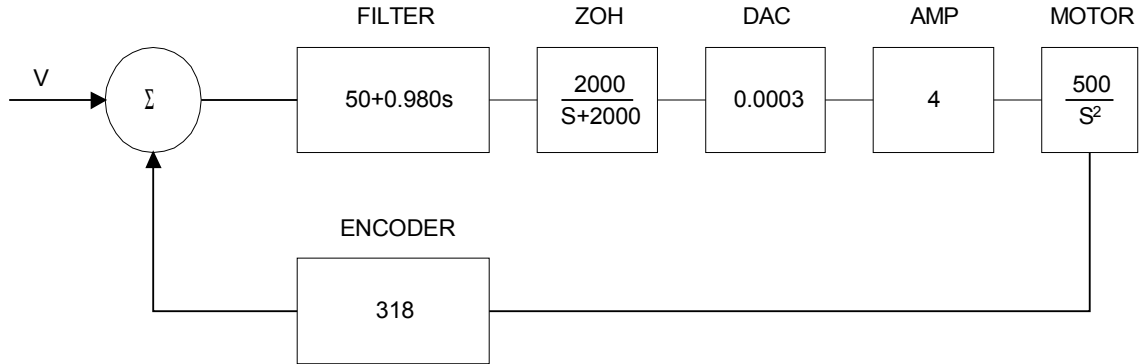 FILTER
ZOH
DAC
AMP
MOTOR
V
Σ
50+0.980s
2000
S+2000
0.0003
4
500
S²
ENCODER
318